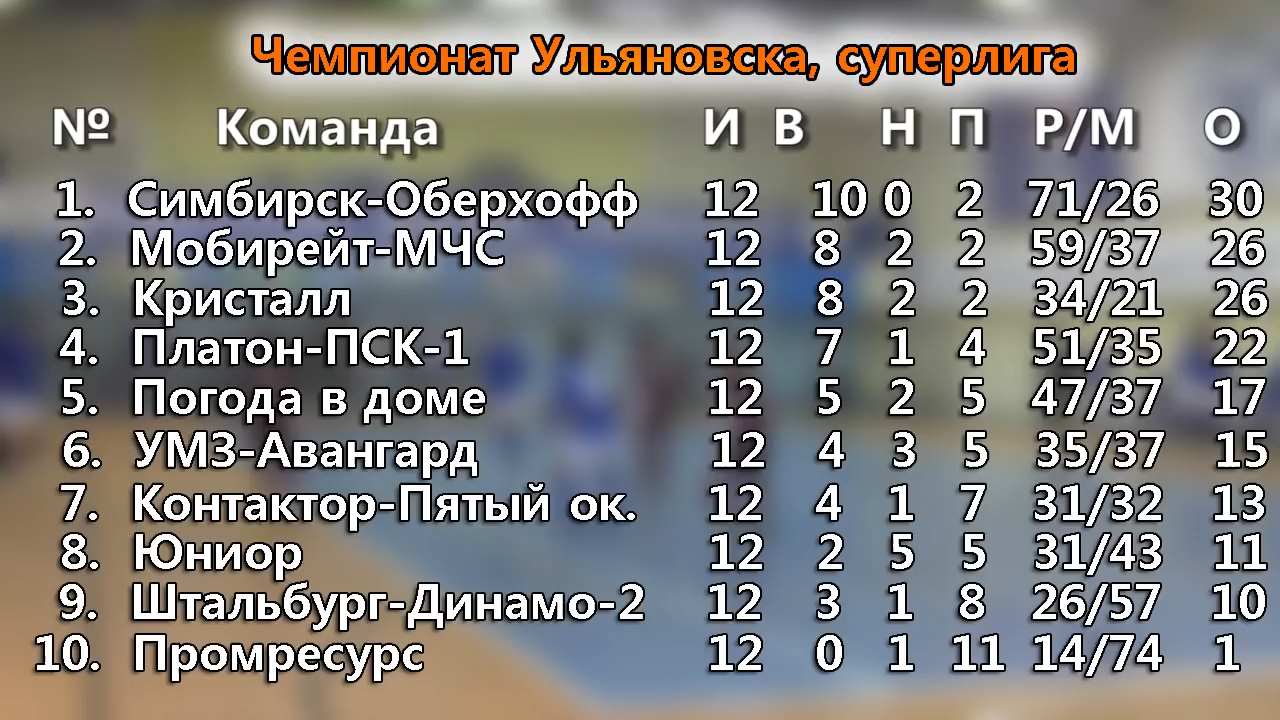 Чемпионат Ульяновска, суперлига
№ Команда И В Н П Р/М О
1. Симбирск-Оберхофф 12 10 0 2 71/26 30
2. Мобирейт-МЧС 12 8 2 2 59/37 26
3. Кристалл 12 8 2 2 34/21 26
4. Платон-ПСК-1 12 7 1 4 51/35 22
5. Погода в доме 12 5 2 5 47/37 17
6. УМЗ-Авангард 12 4 3 5 35/37 15
7. Контактор-Пятый ок. 12 4 1 7 31/32 13
8. Юниор 12 2 5 5 31/43 11
9. Штальбург-Динамо-2 12 3 1 8 26/57 10
10. Промресурс 12 0 1 11 14/74 1